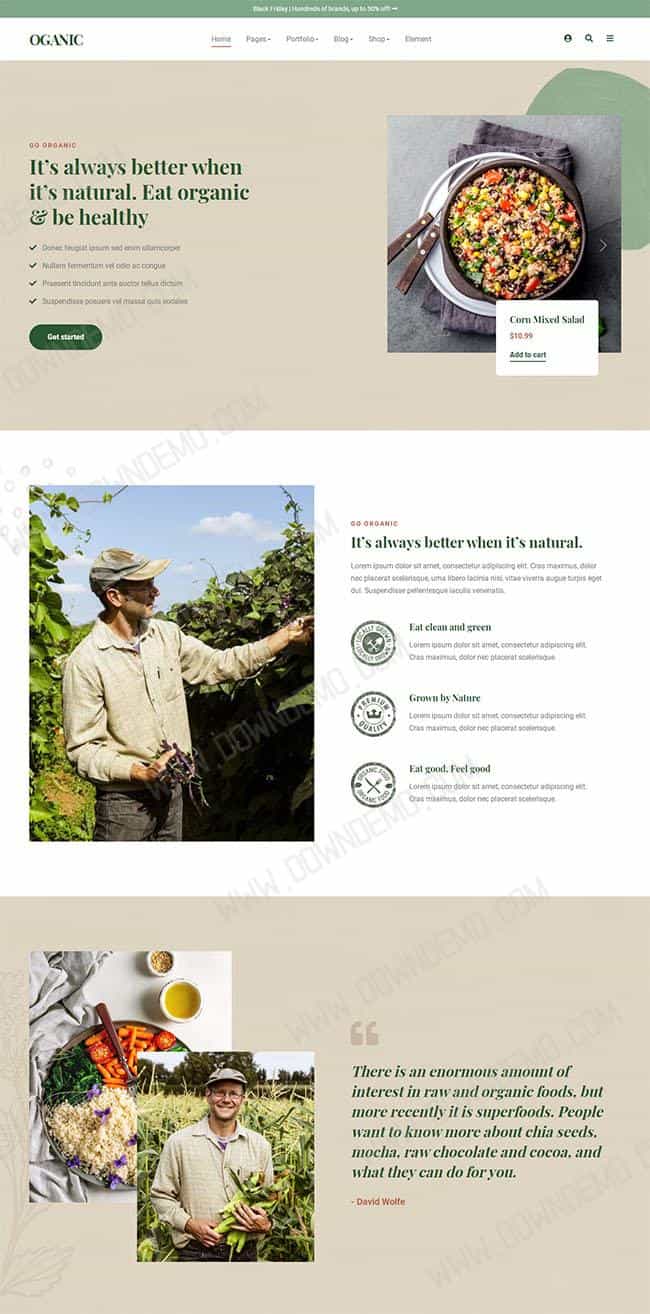 Black Friday | Hundreds of brands, up to 50% off!
OGANIC
Home Pages Portfolio Blog Shop Element
GO ORGANIC
It's always better when
it's natural. Eat organic
& be healthy
Donec feugiat ipsum sed enim ullamcorper
Nullam fermentum vel odio ac congue
Praesent tincidunt ante auctor tellus dictum
Suspendisse posuere vel massa quis sodales
Get started
Corn Mixed Salad
$10.99
Add to cart
GO ORGANIC
It's always better when it's natural.
Lorem ipsum dolor sit amet, consectetur adipiscing elit. Cras maximus, dolor
nec placerat scelerisque, urna libero lacinia nisi, vitae viverra augue turpis eget
dui. Suspendisse pellentesque iaculis venenatis.
LOCALLY GROWN
LOCALLY GROWN
Eat clean and green
Lorem ipsum dolor sit amet, consectetur adipiscing elit.
Cras maximus, dolor nec placerat scelerisque.
PREMIUM
QUALITY
Grown by Nature
Lorem ipsum dolor sit amet, consectetur adipiscing elit.
Cras maximus, dolor nec placerat scelerisque.
ORGANIC FOOD
ORGANIC FOOD
Eat good, Feel good
Lorem ipsum dolor sit amet, consectetur adipiscing elit.
Cras maximus, dolor nec placerat scelerisque.
There is an enormous amount of
interest in raw and organic foods, but
more recently it is superfoods. People
want to know more about chia seeds,
mocha, raw chocolate and cocoa, and
what they can do for you.
- David Wolfe
WWW.DOWNDEMO.COM